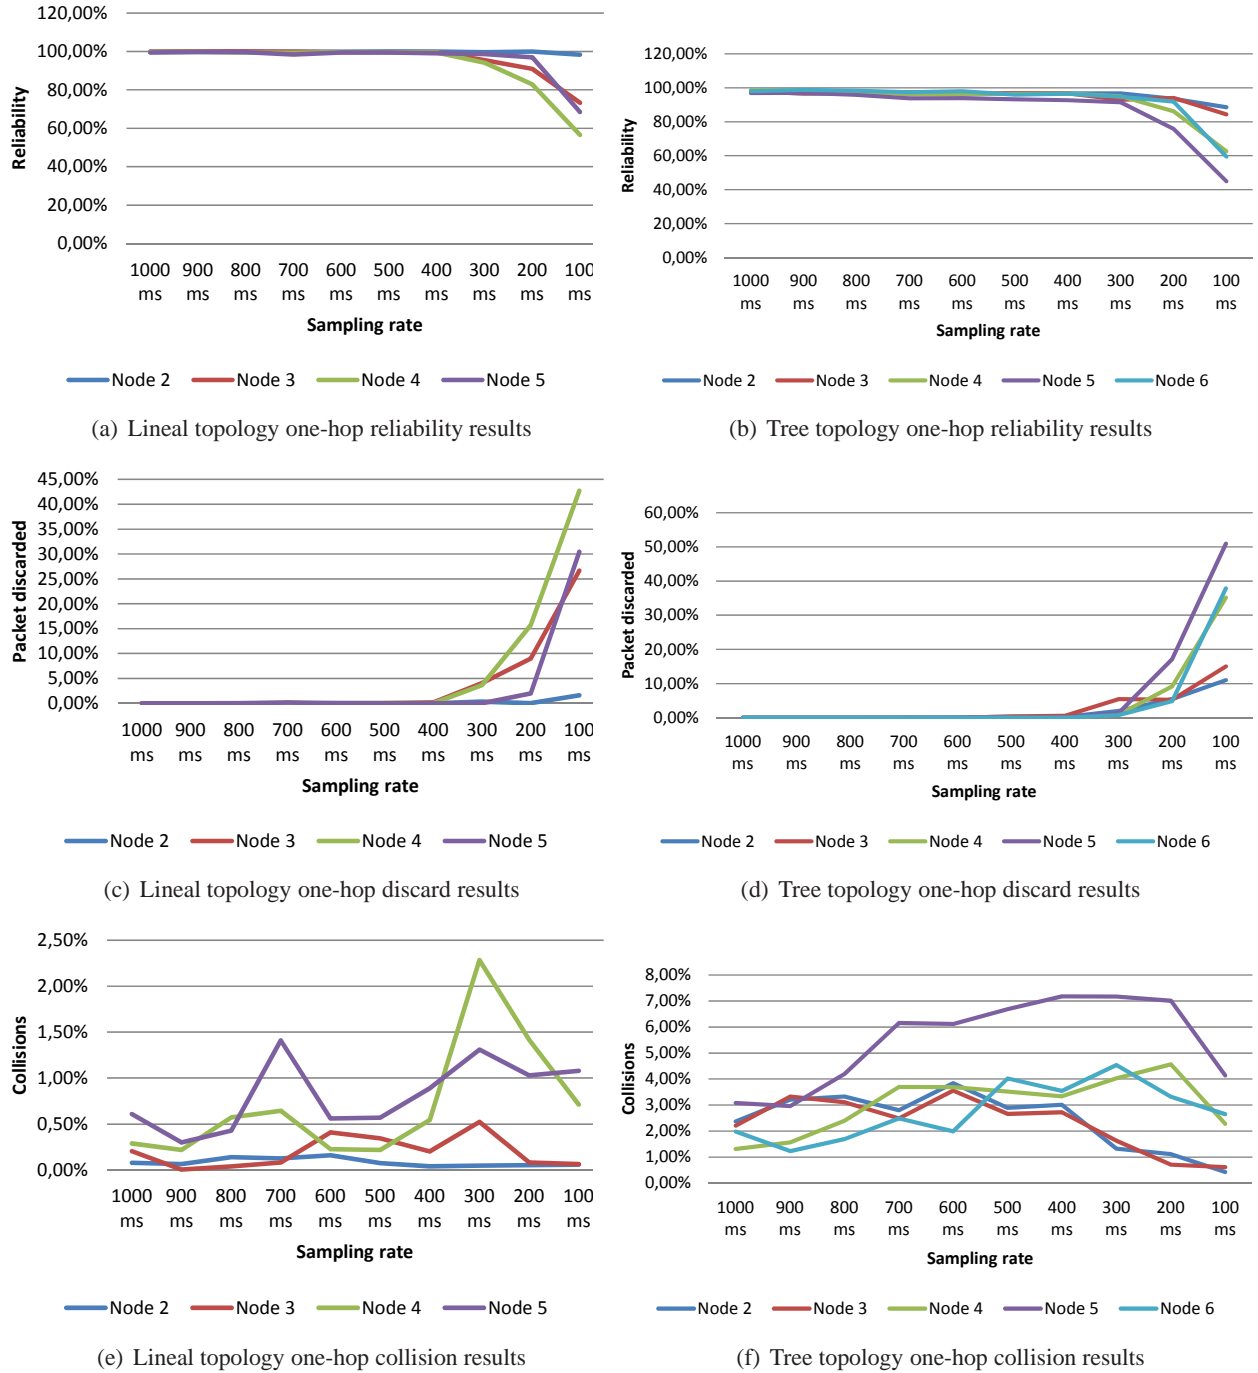 120,00%
100,00%
80,00%
60,00%
40,00%
20,00%
0,00%
Reliability
1000 ms
900 ms
800 ms
700 ms
600 ms
500 ms
400 ms
300 ms
200 ms
100 ms
Sampling rate
Node 2 Node 3 Node 4 Node 5
(a) Lineal topology one-hop reliability results
120,00%
100,00%
80,00%
60,00%
40,00%
20,00%
0,00%
Reliability
1000 ms
900 ms
800 ms
700 ms
600 ms
500 ms
400 ms
300 ms
200 ms
100 ms
Sampling rate
Node 2 Node 3 Node 4 Node 5 Node 6
(b) Tree topology one-hop reliability results
45,00%
40,00%
35,00%
30,00%
25,00%
20,00%
15,00%
10,00%
5,00%
0,00%
Packet discarded
1000 ms
900 ms
800 ms
700 ms
600 ms
500 ms
400 ms
300 ms
200 ms
100 ms
Sampling rate
Node 2 Node 3 Node 4 Node 5
(c) Lineal topology one-hop discard results
60,00%
50,00%
40,00%
30,00%
20,00%
10,00%
0,00%
Packet discarded
1000 ms
900 ms
800 ms
700 ms
600 ms
500 ms
400 ms
300 ms
200 ms
100 ms
Sampling rate
Node 2 Node 3 Node 4 Node 5 Node 6
(d) Tree topology one-hop discard results
2,50%
2,00%
1,50%
1,00%
0,50%
0,00%
Collisions
1000 ms
900 ms
800 ms
700 ms
600 ms
500 ms
400 ms
300 ms
200 ms
100 ms
Sampling rate
Node 2 Node 3 Node 4 Node 5
(e) Lineal topology one-hop collision results
8,00%
7,00%
6,00%
5,00%
4,00%
3,00%
2,00%
1,00%
0,00%
Collisions
1000 ms
900 ms
800 ms
700 ms
600 ms
500 ms
400 ms
300 ms
200 ms
100 ms
Sampling rate
Node 2 Node 3 Node 4 Node 5 Node 6
(f) Tree topology one-hop collision results